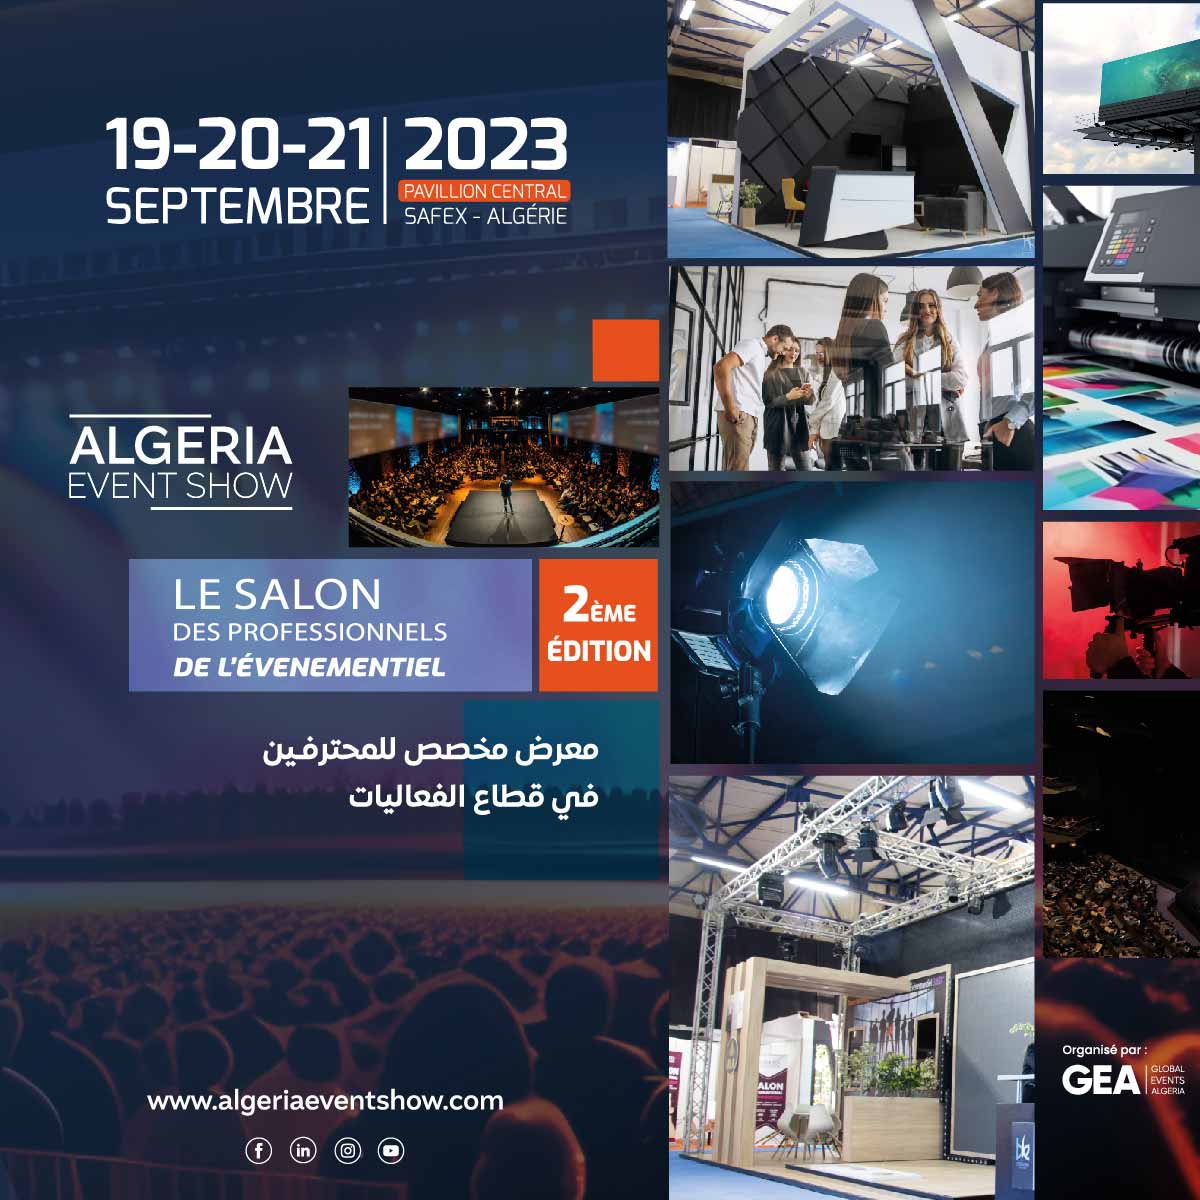 19-20-21
SEPTEMBRE
2023
PAVILLION CENTRAL
SAFEX - ALGÉRIE
ALGERIA
EVENT SHOW
LE SALON
DES PROFESSIONNELS
DE L'ÉVENEMENTIEL
2ÈME
ÉDITION
معرض مخصص للمحترفين
في قطاع الفعاليات
www.algeriaeventshow.com
Organisé par :
GEA
GLOBAL
EVENTS
ALGERIA